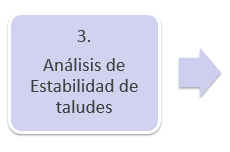 3.
Análisis de
Estabilidad de
taludes